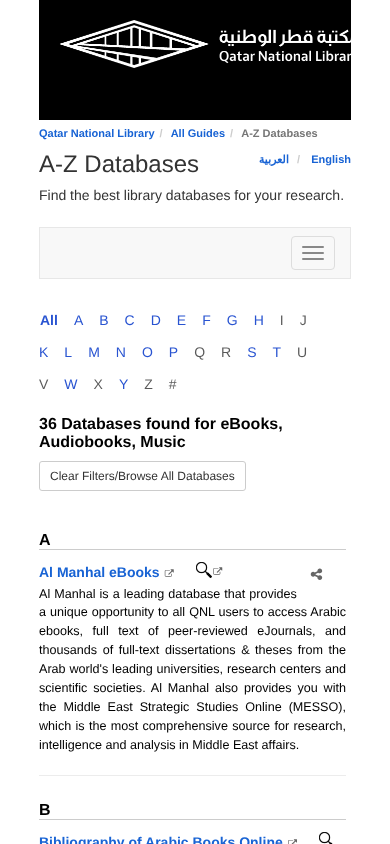 مكتبة قطر الوطنية
Qatar National Library
Qatar National Library / All Guides / A-Z Databases
A-Z Databases
العربية / English
Find the best library databases for your research.
All A B C D E F G H I J
K L M N O P Q R S T U
V W X Y Z #
36 Databases found for eBooks,
Audiobooks, Music
Clear Filters/Browse All Databases
A
Al Manhal eBooks
Al Manhal is a leading database that provides
a unique opportunity to all QNL users to access Arabic
ebooks, full text of peer-reviewed eJournals, and
thousands of full-text dissertations & theses from the
Arab world's leading universities, research centers and
scientific societies. Al Manhal also provides you with
the Middle East Strategic Studies Online (MESSO),
which is the most comprehensive source for research,
intelligence and analysis in Middle East affairs.
B
Bibliography of Arabic Books Online